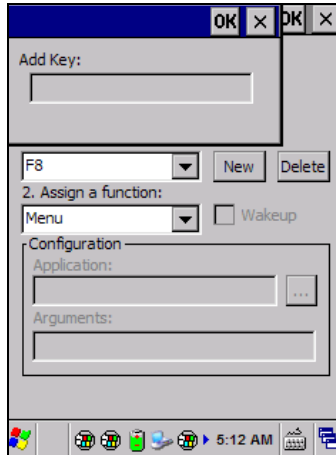 OK
OK
Add Key:
F8
New
Delete
2. Assign a function:
Menu
Wakeup
Configuration
Application:
...
Arguments:
5:12 AM